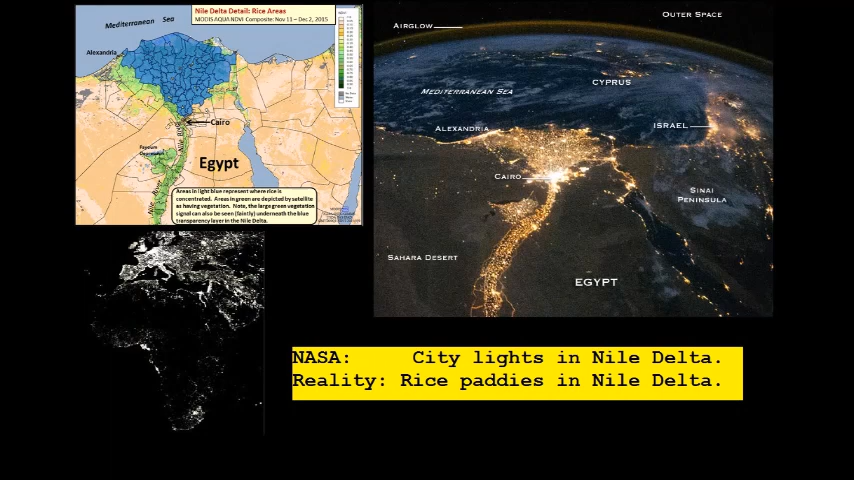 Nile Delta Detail: Rice Areas
MODIS AQUA NDVI Composite: Nov 11 – Dec 2, 2015
Mediterranean Sea
Alexandria
Cairo
Nile River
Fayoum
Depression
Egypt
Areas in light blue represent where rice is
concentrated. Areas in green are depicted by satellite
as having vegetation. Note, the large green vegetation
signal can also be seen (faintly) underneath the blue
transparency layer in the Nile Delta.
AIRGLOW
OUTER SPACE
CYPRUS
MEDITERRANEAN SEA
ALEXANDRIA
ISRAEL
CAIRO
SINAI
PENINSULA
SAHARA DESERT
EGYPT
NASA: City lights in Nile Delta.
Reality: Rice paddies in Nile Delta.